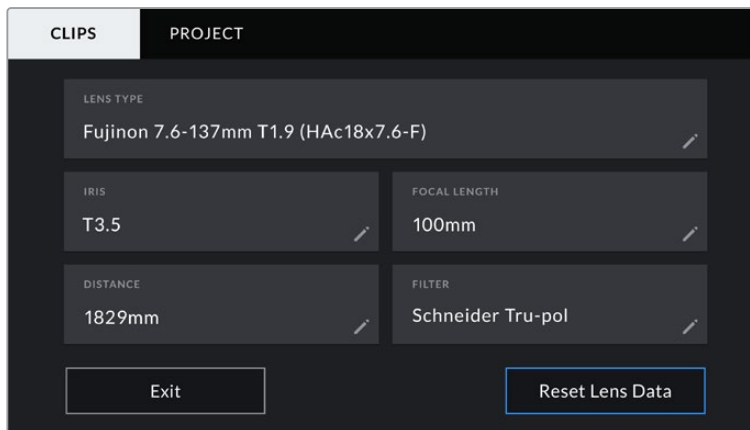 CLIPS PROJECT
LENS TYPE
Fujinon 7.6-137mm T1.9 (HAc18x7.6-F)
IRIS
T3.5
FOCAL LENGTH
100mm
DISTANCE
1829mm
FILTER
Schneider Tru-pol
Exit
Reset Lens Data